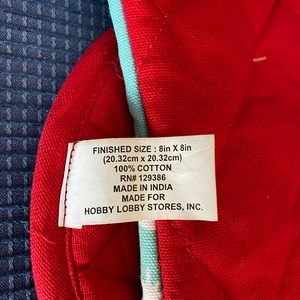 FINISHED SIZE : 8in X 8in
(20.32cm x 20.32cm)
100% COTTON
RN# 129386
MADE IN INDIA
MADE FOR
HOBBY LOBBY STORES, INC.